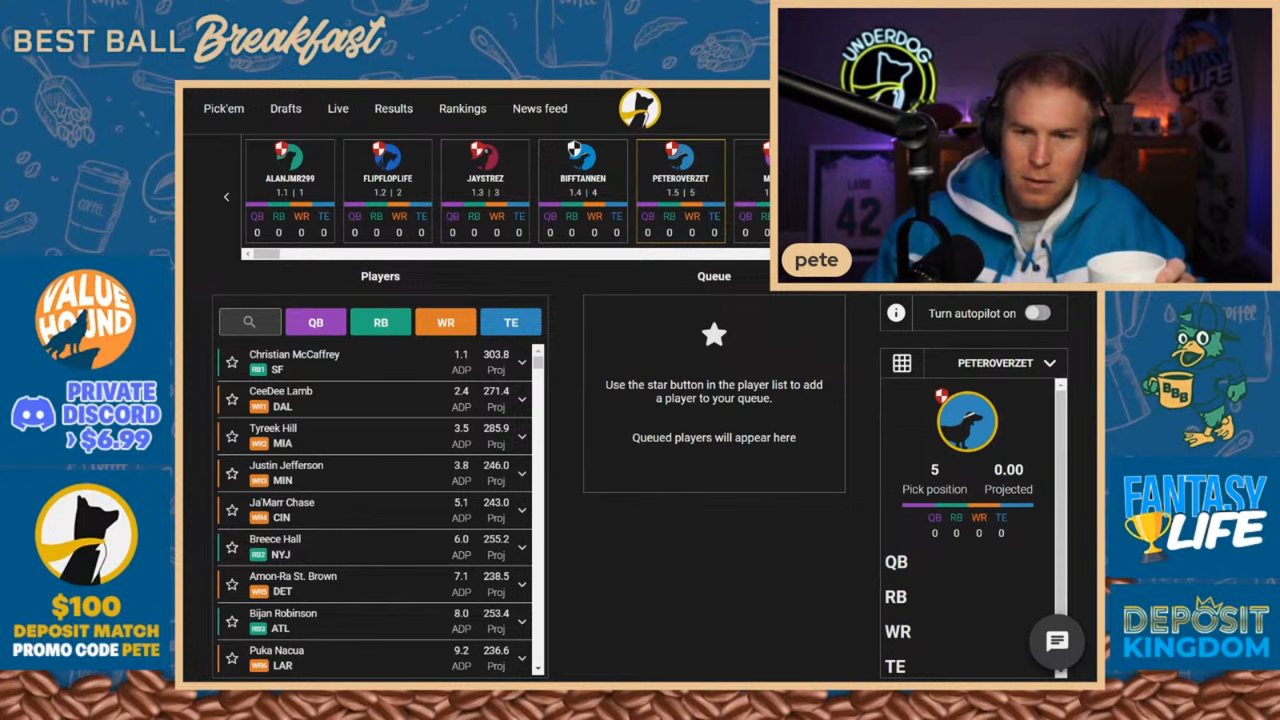 BEST BALL Breakfast
UNDERDOG
LAMB
42
pete
Pick'em Drafts Live Results Rankings News feed
ALANJMR299
1.1 | 1
QB RB WR TE
0 0 0 0
FLIPFLOPLIFE
1.2 | 2
QB RB WR TE
0 0 0 0
JAYSTREZ
1.3 | 3
QB RB WR TE
0 0 0 0
BIFFTANNEN
1.4 | 4
QB RB WR TE
0 0 0 0
PETEROVERZET
1.5 | 5
QB RB WR TE
0 0 0 0
Players
QB RB WR TE
Christian McCaffrey 1.1 303.8
RB1 SF ADP Proj
CeeDee Lamb 2.4 271.4
WR1 DAL ADP Proj
Tyreek Hill 3.5 285.9
WR2 MIA ADP Proj
Justin Jefferson 3.8 246.0
WR3 MIN ADP Proj
Ja'Marr Chase 5.1 243.0
WR4 CIN ADP Proj
Breece Hall 6.0 255.2
RB2 NYJ ADP Proj
Amon-Ra St. Brown 7.1 238.5
WR5 DET ADP Proj
Bijan Robinson 8.0 253.4
RB3 ATL ADP Proj
Puka Nacua 9.2 236.6
WR6 LAR ADP Proj
Queue
Use the star button in the player list to add
a player to your queue.
Queued players will appear here
Turn autopilot on
PETEROVERZET
5 0.00
Pick position Projected
QB RB WR TE
0 0 0 0
QB
RB
WR
TE
VALUE
HOUND
PRIVATE
DISCORD
> $6.99
$100
DEPOSIT MATCH
PROMO CODE PETE
COFFEE
BBB
FANTASY
LIFE
DEPOSIT
KINGDOM